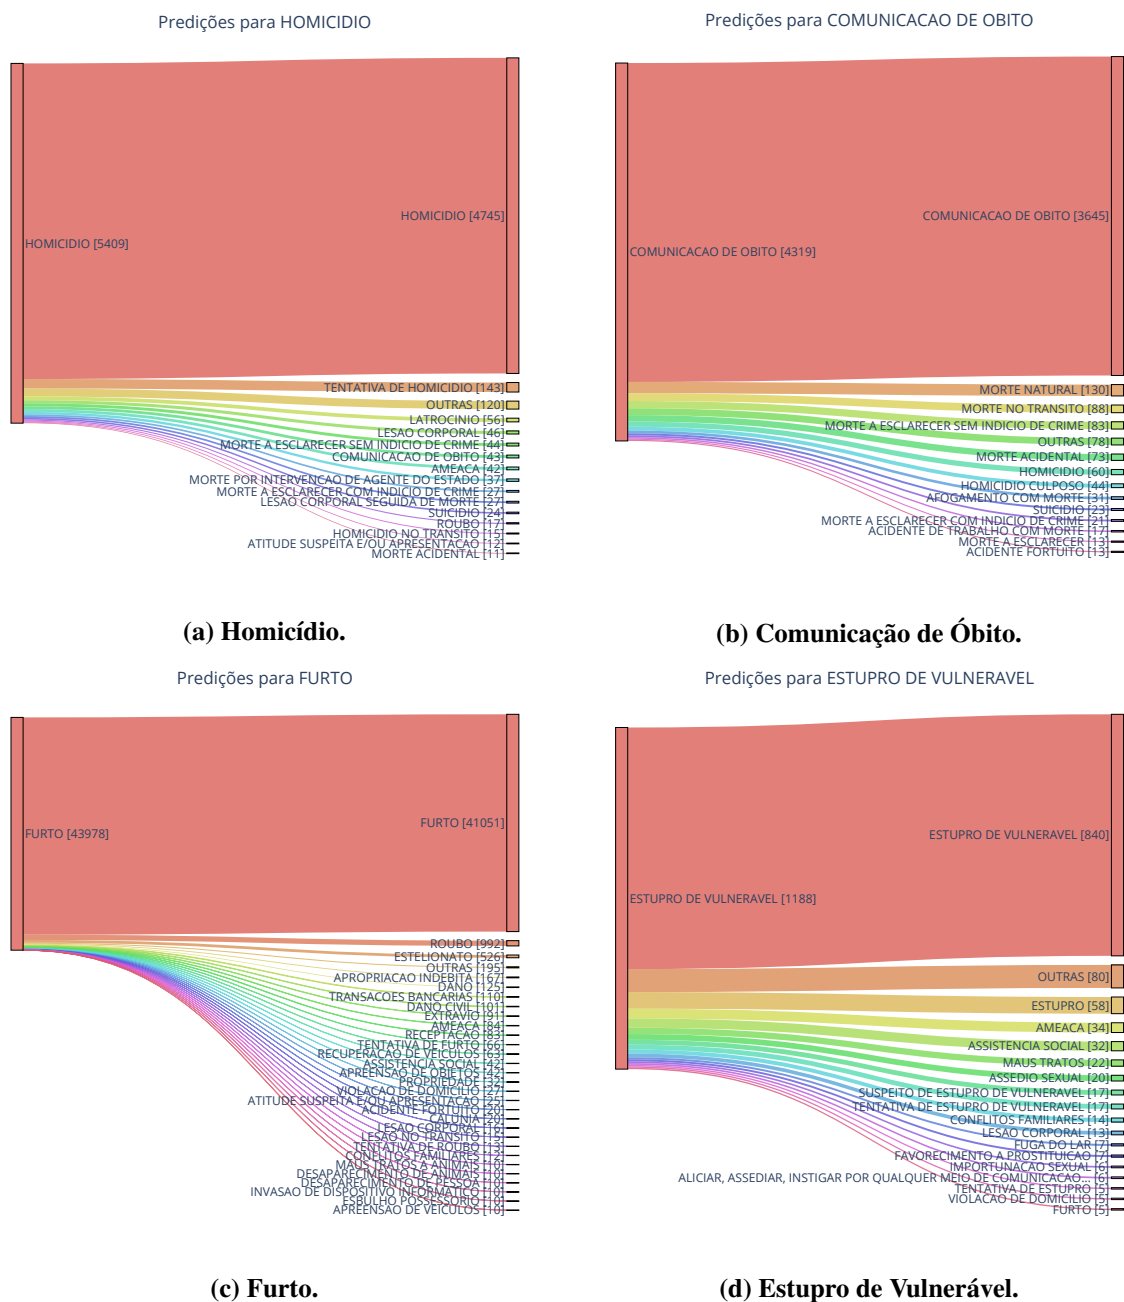 Predições para HOMICIDIO
HOMICIDIO [5409]
HOMICIDIO [4745]
TENTATIVA DE HOMICIDIO [143]
OUTRAS [120]
LATROCINIO [56]
LESAO CORPORAL [46]
MORTE A ESCLARECER SEM INDICIO DE CRIME [44]
COMUNICACAO DE OBITO [43]
AMEACA [42]
MORTE POR INTERVENCAO DE AGENTE DO ESTADO [37]
MORTE A ESCLARECER COM INDICIO DE CRIME [27]
LESAO CORPORAL SEGUIDA DE MORTE [27]
SUICIDIO [24]
ROUBO [17]
HOMICIDIO NO TRANSITO [15]
ATITUDE SUSPEITA E/OU APRESENTACAO [12]
MORTE ACIDENTAL [11]
(a) Homicídio.
Predições para COMUNICACAO DE OBITO
COMUNICACAO DE OBITO [4319]
COMUNICACAO DE OBITO [3645]
MORTE NATURAL [130]
MORTE NO TRANSITO [88]
MORTE A ESCLARECER SEM INDICIO DE CRIME [83]
OUTRAS [78]
MORTE ACIDENTAL [73]
HOMICIDIO [60]
HOMICIDIO CULPOSO [44]
AFOGAMENTO COM MORTE [31]
SUICIDIO [23]
MORTE A ESCLARECER COM INDICIO DE CRIME [21]
ACIDENTE DE TRABALHO COM MORTE [17]
MORTE A ESCLARECER [13]
ACIDENTE FORTUITO [13]
(b) Comunicação de Óbito.
Predições para FURTO
FURTO [43978]
FURTO [41051]
ROUBO [992]
ESTELIONATO [526]
OUTRAS [195]
APROPRIACAO INDEBITA [167]
DANO [125]
TRANSACOES BANCARIAS [110]
DANO CIVIL [101]
EXTRAVIO [91]
AMEACA [84]
RECEPTACAO [83]
TENTATIVA DE FURTO [66]
RECUPERACAO DE VEICULOS [63]
ASSISTENCIA SOCIAL [42]
APREENSAO DE OBJETOS [42]
PROPRIEDADE [32]
VIOLACAO DE DOMICILIO [27]
ATITUDE SUSPEITA E/OU APRESENTACAO [25]
ACIDENTE FORTUITO [20]
CALUNIA [20]
LESAO CORPORAL [16]
LESAO NO TRANSITO [15]
TENTATIVA DE ROUBO [13]
CONFLITOS FAMILIARES [12]
MAUS TRATOS A ANIMAIS [10]
DESAPARECIMENTO DE ANIMAIS [10]
DESAPARECIMENTO DE PESSOA [10]
INVASAO DE DISPOSITIVO INFORMATICO [10]
ESBULHO POSSESSORIO [10]
APREENSAO DE VEICULOS [10]
(c) Furto.
Predições para ESTUPRO DE VULNERAVEL
ESTUPRO DE VULNERAVEL [1188]
ESTUPRO DE VULNERAVEL [840]
OUTRAS [80]
ESTUPRO [58]
AMEACA [34]
ASSISTENCIA SOCIAL [32]
MAUS TRATOS [22]
ASSEDIO SEXUAL [20]
SUSPEITO DE ESTUPRO DE VULNERAVEL [17]
TENTATIVA DE ESTUPRO DE VULNERAVEL [17]
CONFLITOS FAMILIARES [14]
LESAO CORPORAL [13]
FUGA DO LAR [7]
FAVORECIMENTO A PROSTITUICAO [7]
IMPORTUNACAO SEXUAL [6]
ALICIAR, ASSEDIAR, INSTIGAR POR QUALQUER MEIO DE COMUNICACAO... [6]
TENTATIVA DE ESTUPRO [5]
VIOLACAO DE DOMICILIO [5]
FURTO [5]
(d) Estupro de Vulnerável.